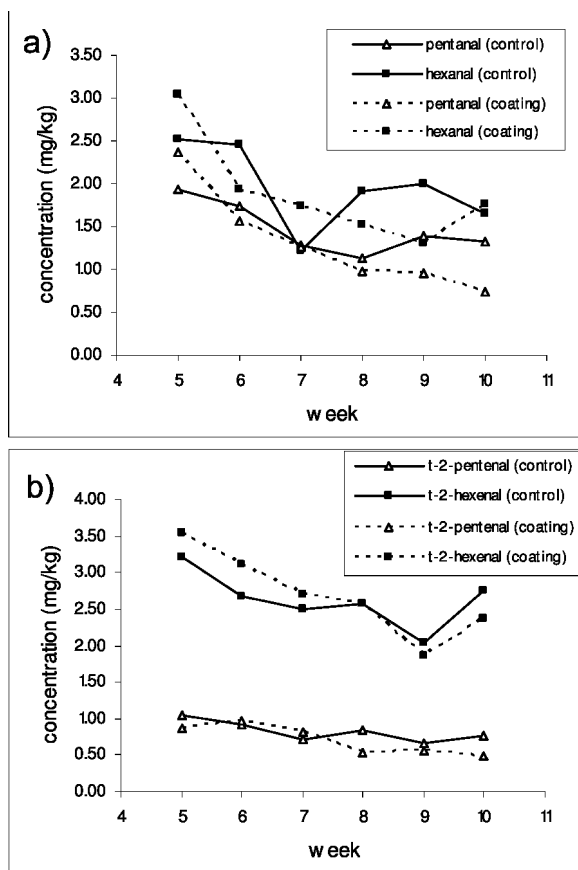 a)
pentanal (control)
hexanal (control)
pentanal (coating)
hexanal (coating)
3.50
3.00
2.50
2.00
1.50
1.00
0.50
0.00
concentration (mg/kg)
4 5 6 7 8 9 10 11
week
b)
t-2-pentenal (control)
t-2-hexenal (control)
t-2-pentenal (coating)
t-2-hexenal (coating)
4.00
3.50
3.00
2.50
2.00
1.50
1.00
0.50
0.00
concentration (mg/kg)
4 5 6 7 8 9 10 11
week